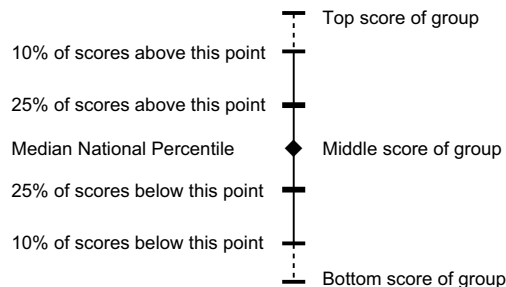 Top score of group
10% of scores above this point
25% of scores above this point
Median National Percentile
Middle score of group
25% of scores below this point
10% of scores below this point
Bottom score of group